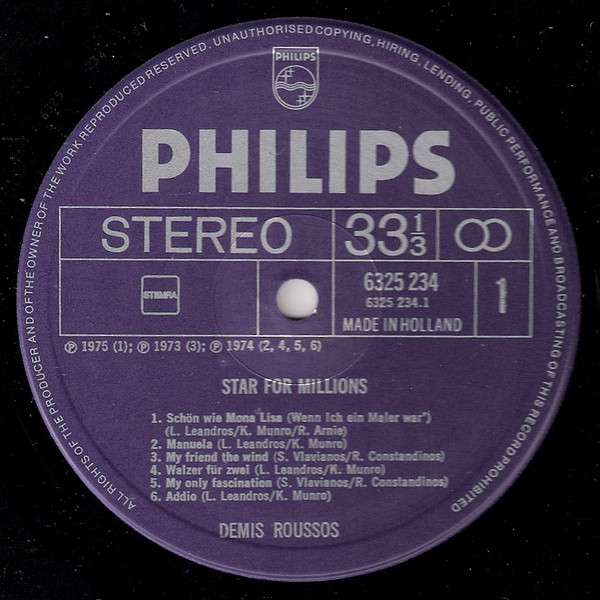 ALL RIGHTS OF THE PRODUCER AND OF THE OWNER OF THE WORK REPRODUCED RESERVED. UNAUTHORISED COPYING, HIRING, LENDING, PUBLIC PERFORMANCE AND BROADCASTING OF THIS RECORD PROHIBITED
PHILIPS
PHILIPS
STEREO 33 1/3
STEMRA
6325 234
6325 234.1
1
MADE IN HOLLAND
℗ 1975 (1); ℗ 1973 (3); ℗ 1974 (2, 4, 5, 6)
STAR FOR MILLIONS
1. Schön wie Mona Lisa (Wenn Ich ein Maler war")
(L. Leandros/K. Munro/R. Arnie)
2. Manuela (L. Leandros/K. Munro)
3. My friend the wind (S. Vlavianos/R. Constandinos)
4. Walzer für zwei (L. Leandros/K. Munro)
5. My only fascination (S. Vlavianos/R. Constandinos)
6. Addio (L. Leandros/K. Munro)
DEMIS ROUSSOS